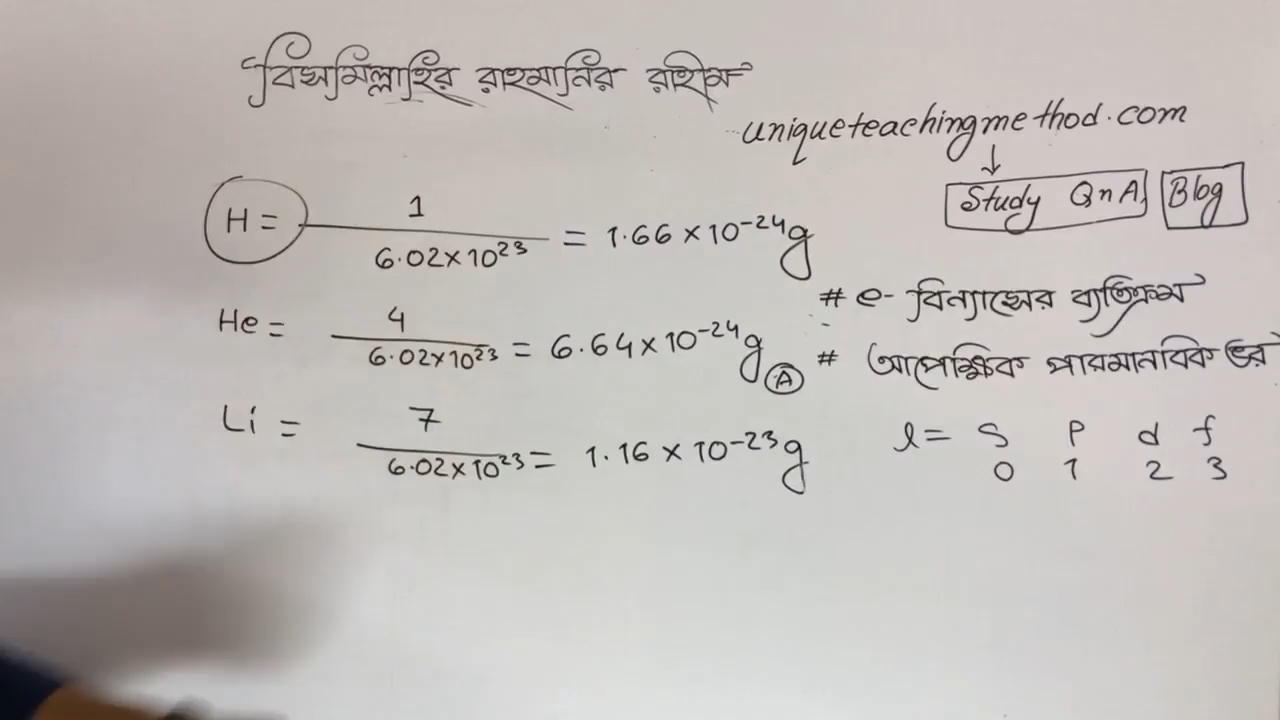 বিসমিল্লাহির রাহমানির রাহীম
uniqueteachingmethod.com
↓
Study QnA, Blog
H = 1 / 6.02×10²³ = 1.66 × 10⁻²⁴g
# e- বিন্যাসের ব্যতিক্রম
He = 4 / 6.02×10²³ = 6.64×10⁻²⁴g Ⓐ
# আপেক্ষিক পারমানবিক ভর
Li = 7 / 6.02×10²³ = 1.16 × 10⁻²³g
l = S P d f
0 1 2 3